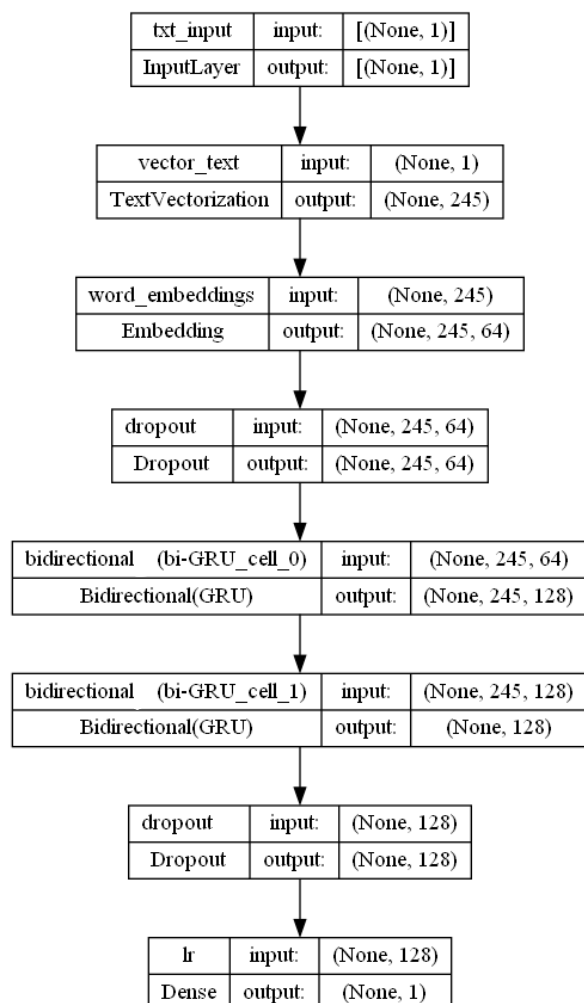 txt_input input: [(None, 1)]
InputLayer output: [(None, 1)]
vector_text input: (None, 1)
TextVectorization output: (None, 245)
word_embeddings input: (None, 245)
Embedding output: (None, 245, 64)
dropout input: (None, 245, 64)
Dropout output: (None, 245, 64)
bidirectional (bi-GRU_cell_0) input: (None, 245, 64)
Bidirectional(GRU) output: (None, 245, 128)
bidirectional (bi-GRU_cell_1) input: (None, 245, 128)
Bidirectional(GRU) output: (None, 128)
dropout input: (None, 128)
Dropout output: (None, 128)
lr input: (None, 128)
Dense output: (None, 1)